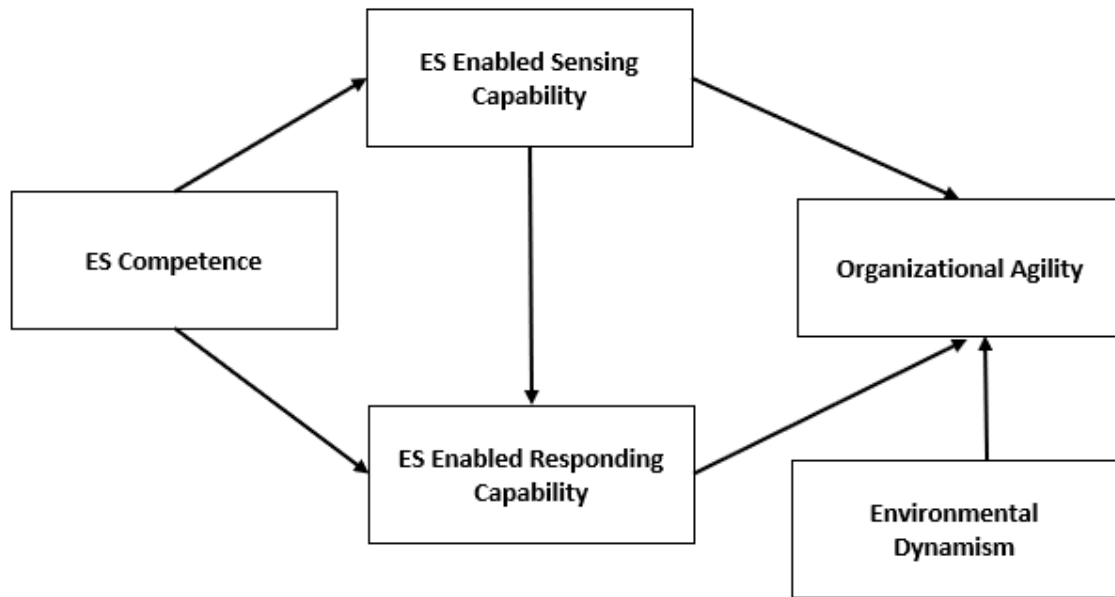 ES Enabled Sensing
Capability
ES Competence
Organizational Agility
ES Enabled Responding
Capability
Environmental
Dynamism